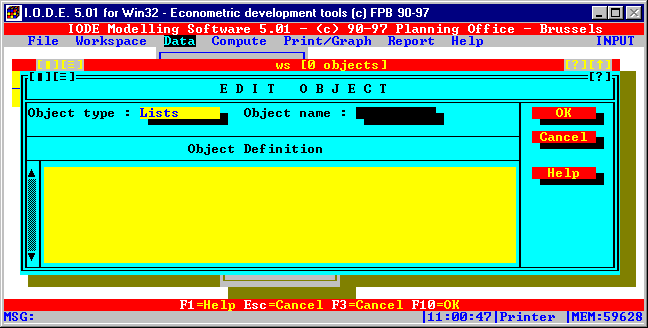 I.O.D.E. 5.01 for Win32 - Econometric development tools (c) FPB 90-97
IODE Modelling Software 5.01 - (c) 90-97 Planning Office - Brussels
File Workspace Data Compute Print/Graph Report Help INPUT
ws [0 objects] [?][↑]
[?]
EDIT OBJECT
Object type : Lists Object name : OK
Cancel
Object Definition
Help
F1=Help Esc=Cancel F3=Cancel F10=OK
MSG: |11:00:47|Printer |MEM:59628